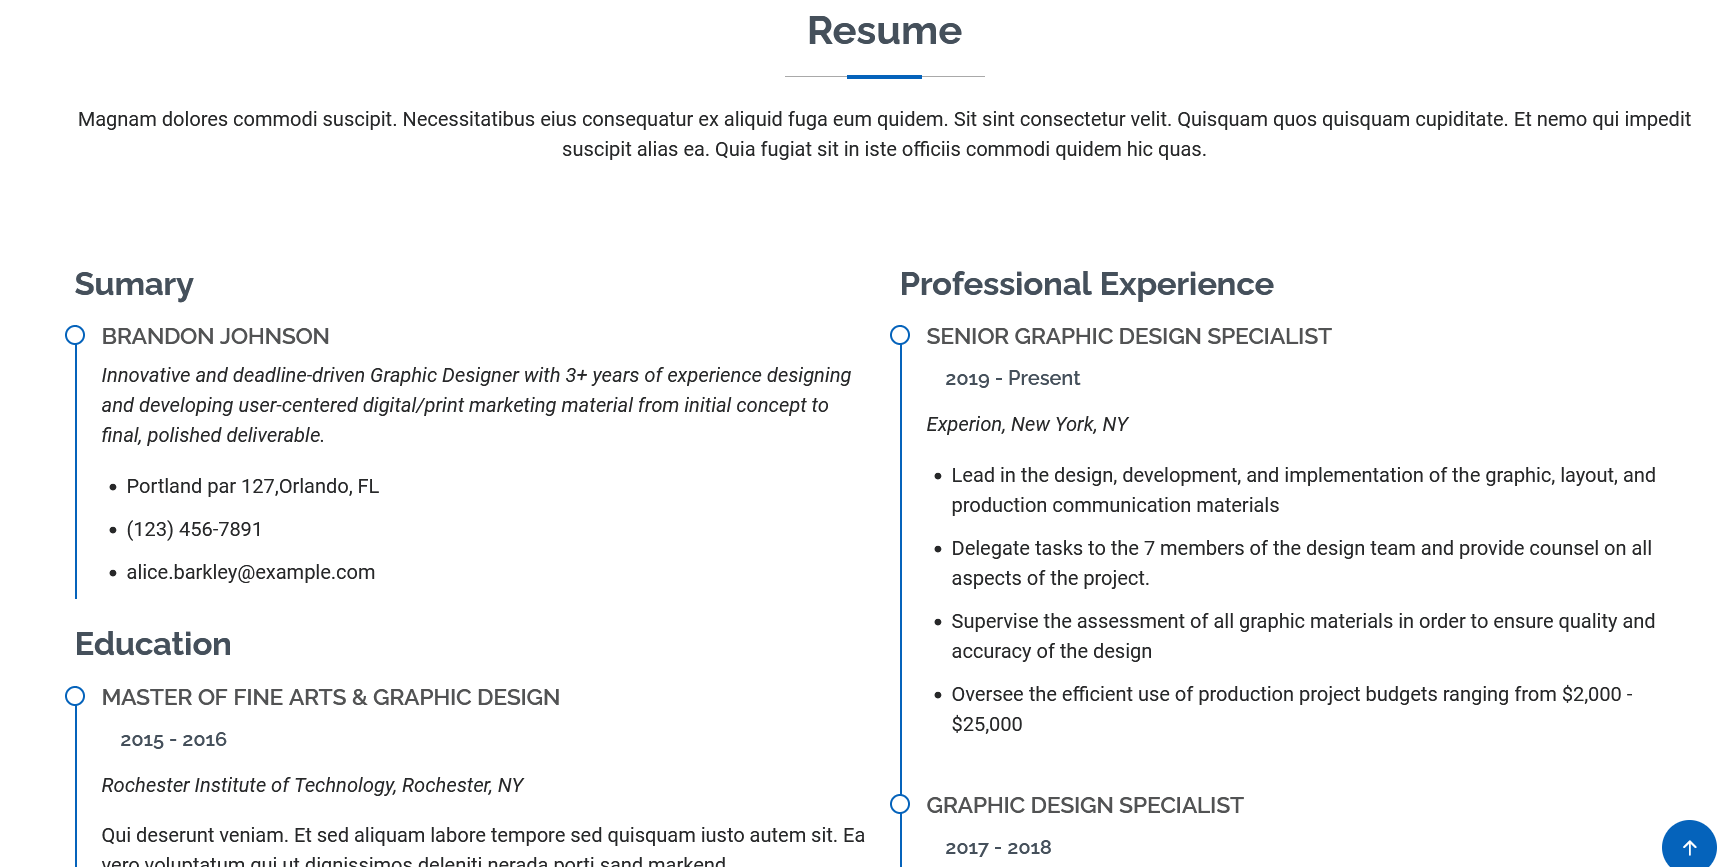 Resume
Magnam dolores commodi suscipit. Necessitatibus eius consequatur ex aliquid fuga eum quidem. Sit sint consectetur velit. Quisquam quos quisquam cupiditate. Et nemo qui impedit
suscipit alias ea. Quia fugiat sit in iste officiis commodi quidem hic quas.
Sumary
BRANDON JOHNSON
Innovative and deadline-driven Graphic Designer with 3+ years of experience designing
and developing user-centered digital/print marketing material from initial concept to
final, polished deliverable.
Portland par 127,Orlando, FL
(123) 456-7891
alice.barkley@example.com
Education
MASTER OF FINE ARTS & GRAPHIC DESIGN
2015 - 2016
Rochester Institute of Technology, Rochester, NY
Qui deserunt veniam. Et sed aliquam labore tempore sed quisquam iusto autem sit. Ea
vero voluptatum qui ut dignissimos deleniti nerada porti sand markend
Professional Experience
SENIOR GRAPHIC DESIGN SPECIALIST
2019 - Present
Experion, New York, NY
Lead in the design, development, and implementation of the graphic, layout, and
production communication materials
Delegate tasks to the 7 members of the design team and provide counsel on all
aspects of the project.
Supervise the assessment of all graphic materials in order to ensure quality and
accuracy of the design
Oversee the efficient use of production project budgets ranging from $2,000 -
$25,000
GRAPHIC DESIGN SPECIALIST
2017 - 2018